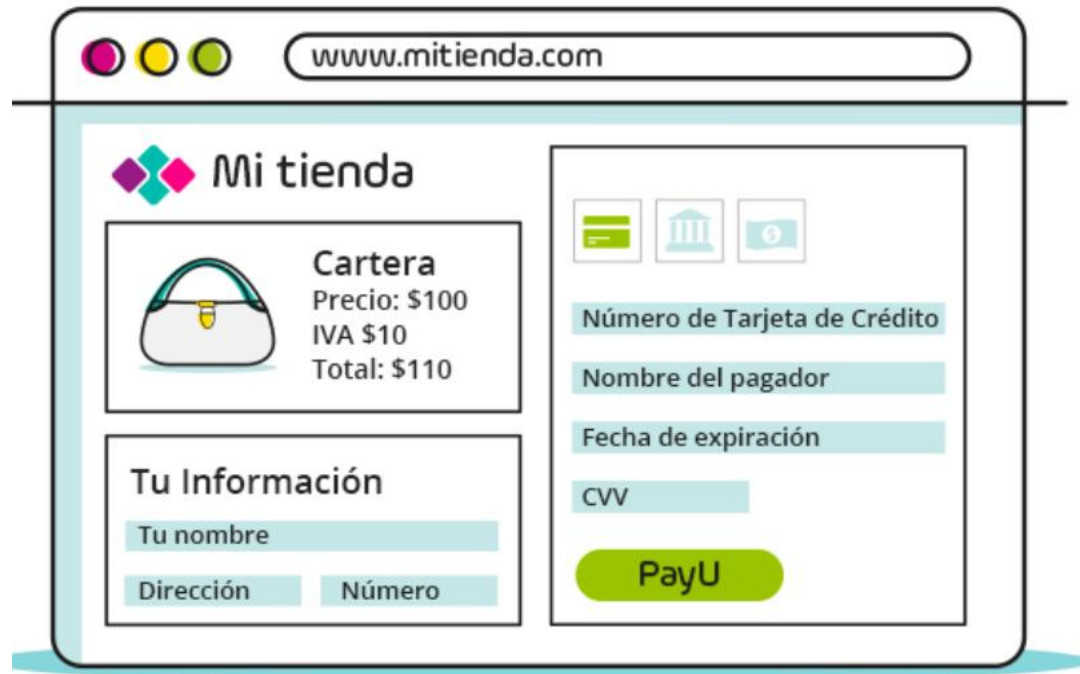 www.mitienda.com
Mi tienda
Cartera
Precio: $100
IVA $10
Total: $110
Tu Información
Tu nombre
Dirección
Número
$
Número de Tarjeta de Crédito
Nombre del pagador
Fecha de expiración
CVV
PayU